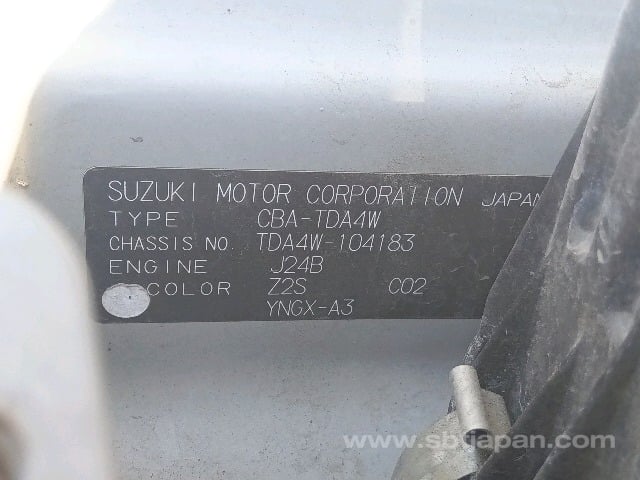 SUZUKI MOTOR CORPORATION JAPAN
TYPE CBA-TDA4W
CHASSIS NO. TDA4W-104183
ENGINE J24B
COLOR Z2S C02
YNGX-A3
www.sbtjapan.com